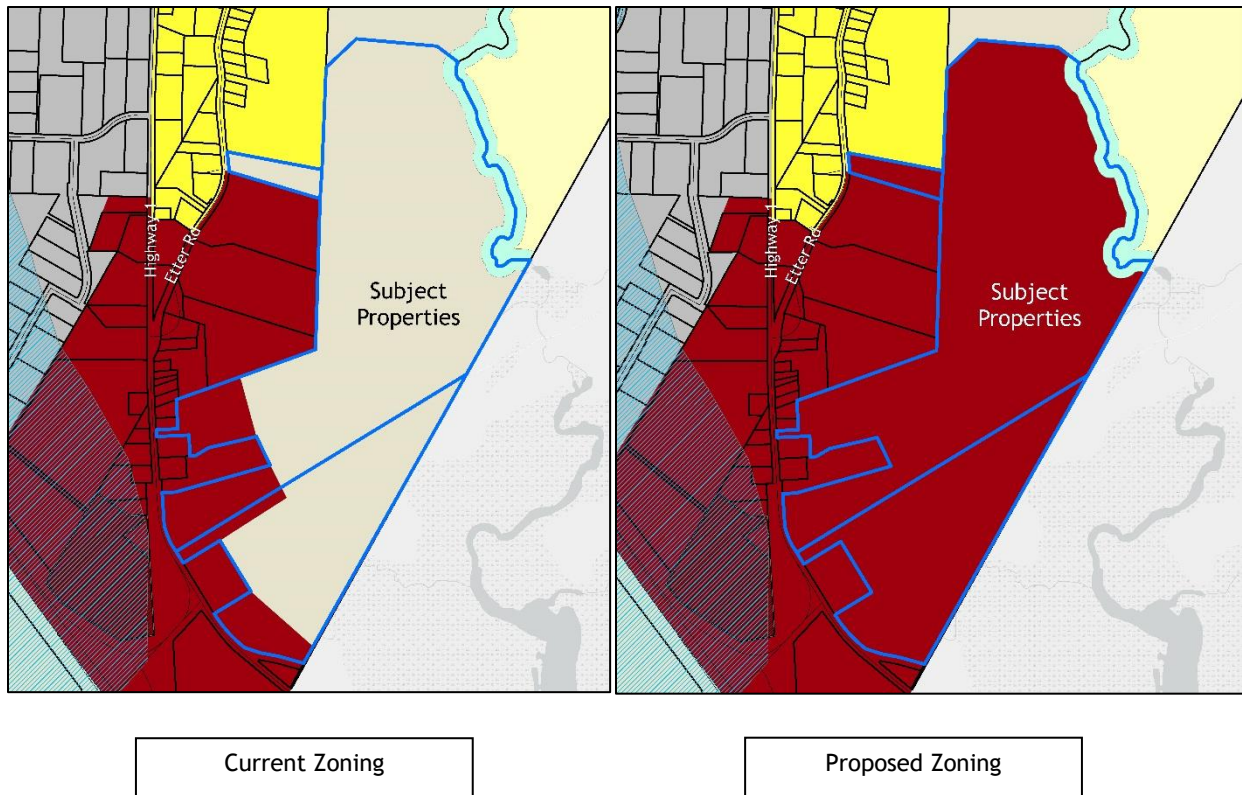 Highway 1
Etter Rd
Subject
Properties
Highway 1
Etter Rd
Subject
Properties
Current Zoning
Proposed Zoning